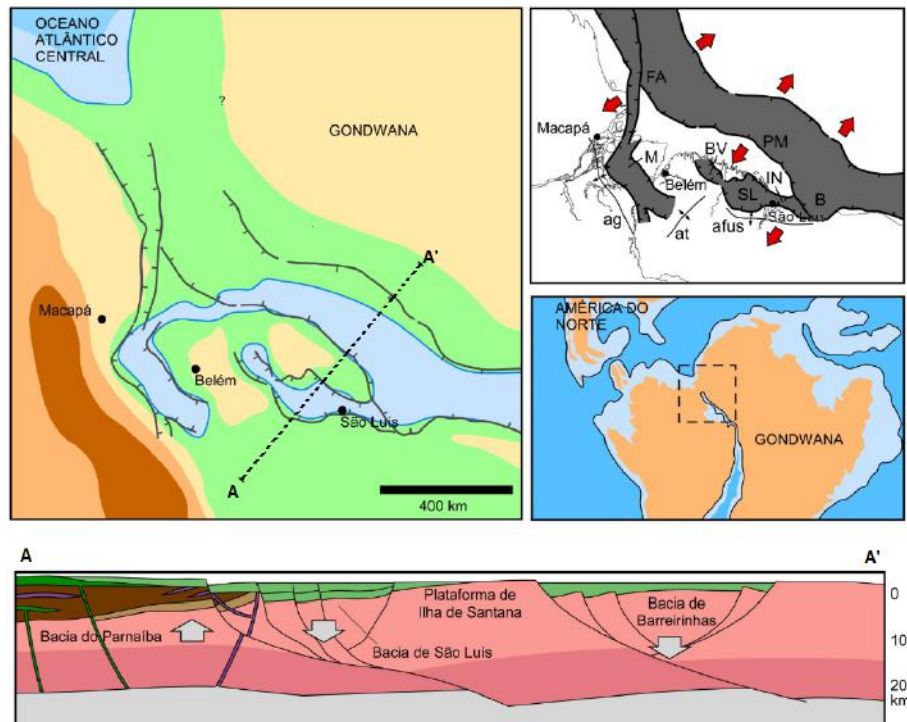 OCEANO
ATLÂNTICO
CENTRAL
?
GONDWANA
Macapá
Belém
São Luís
A'
A
400 km
FA
Macapá
PM
M
BV
Belém
IN
SL
São Luís
B
ag
at
afus
AMÉRICA DO
NORTE
GONDWANA
A
A'
Bacia do Parnaíba
Plataforma de
Ilha de Santana
Bacia de São Luis
Bacia de
Barreirinhas
0
10
20
km